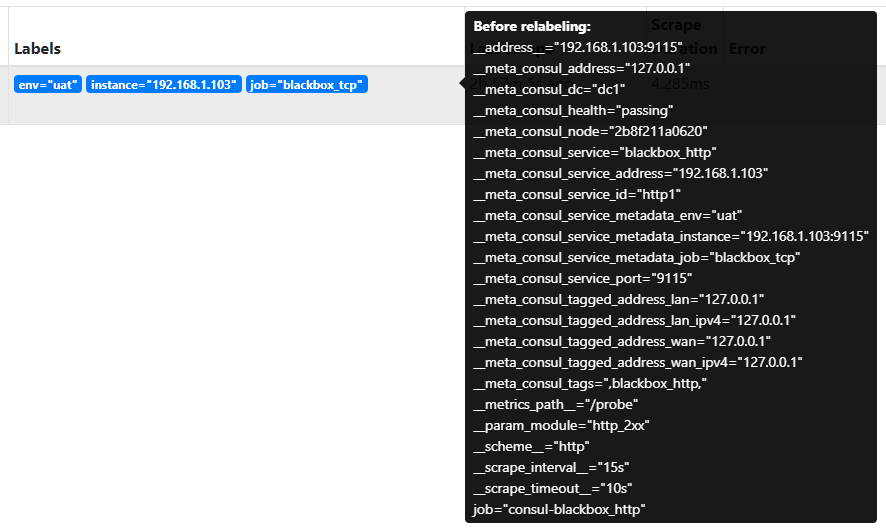 Labels
Scrape
Error
env="uat" instance="192.168.1.103" job="blackbox_tcp"
4.285ms
Before relabeling:
__address__="192.168.1.103:9115"
__meta_consul_address="127.0.0.1"
__meta_consul_dc="dc1"
__meta_consul_health="passing"
__meta_consul_node="2b8f211a0620"
__meta_consul_service="blackbox_http"
__meta_consul_service_address="192.168.1.103"
__meta_consul_service_id="http1"
__meta_consul_service_metadata_env="uat"
__meta_consul_service_metadata_instance="192.168.1.103:9115"
__meta_consul_service_metadata_job="blackbox_tcp"
__meta_consul_service_port="9115"
__meta_consul_tagged_address_lan="127.0.0.1"
__meta_consul_tagged_address_lan_ipv4="127.0.0.1"
__meta_consul_tagged_address_wan="127.0.0.1"
__meta_consul_tagged_address_wan_ipv4="127.0.0.1"
__meta_consul_tags=",blackbox_http,"
__metrics_path__="/probe"
__param_module="http_2xx"
__scheme__="http"
__scrape_interval__="15s"
__scrape_timeout__="10s"
job="consul-blackbox_http"